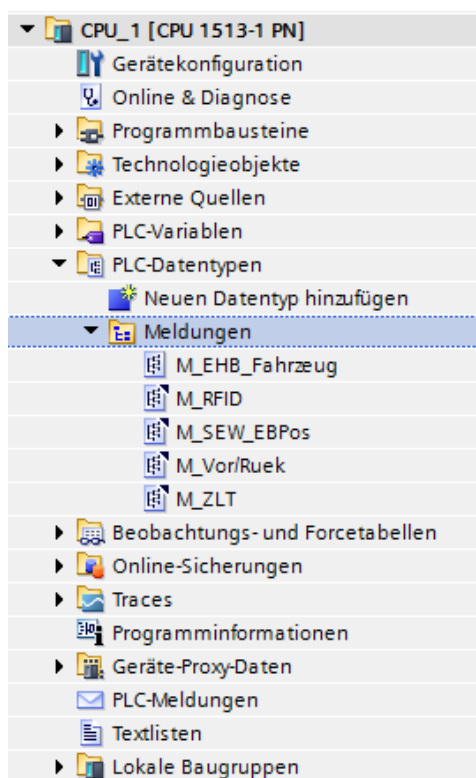 CPU_1 [CPU 1513-1 PN]
Gerätekonfiguration
Online & Diagnose
Programmbausteine
Technologieobjekte
Externe Quellen
PLC-Variablen
PLC-Datentypen
Neuen Datentyp hinzufügen
Meldungen
M_EHB_Fahrzeug
M_RFID
M_SEW_EBPos
M_Vor/Ruek
M_ZLT
Beobachtungs- und Forcetabellen
Online-Sicherungen
Traces
Programminformationen
Geräte-Proxy-Daten
PLC-Meldungen
Textlisten
Lokale Baugruppen